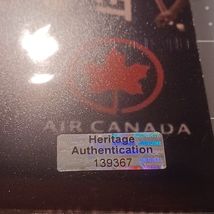 AIR CANADA
Heritage
Authentication
139367